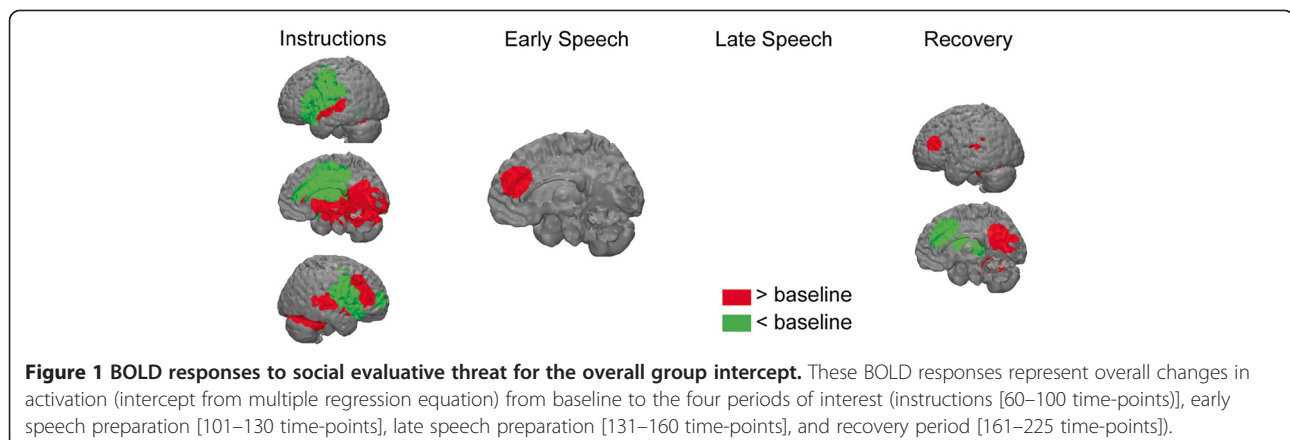 Instructions Early Speech Late Speech Recovery
> baseline
< baseline
Figure 1 BOLD responses to social evaluative threat for the overall group intercept. These BOLD responses represent overall changes in
activation (intercept from multiple regression equation) from baseline to the four periods of interest (instructions [60–100 time-points)], early
speech preparation [101–130 time-points], late speech preparation [131–160 time-points], and recovery period [161–225 time-points]).